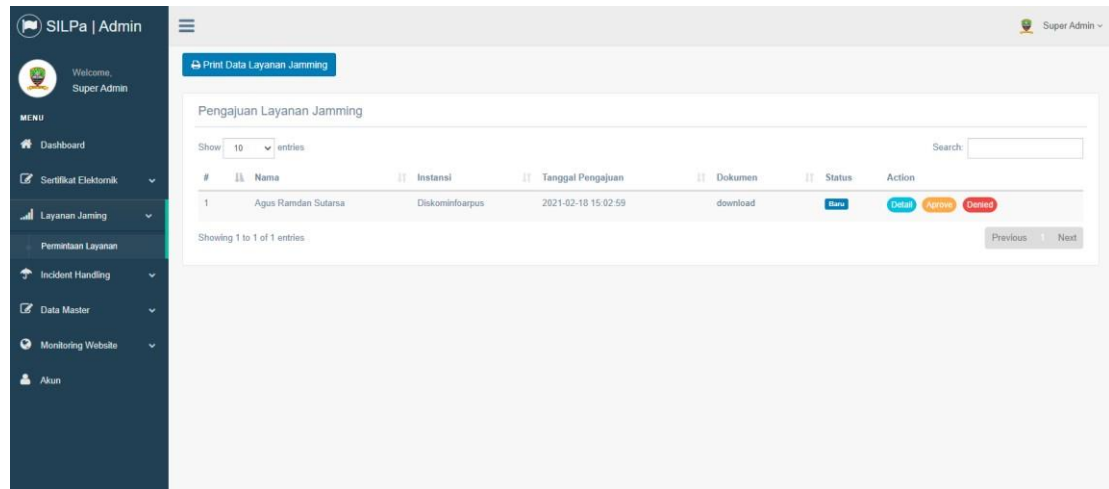 SILPa | Admin
Super Admin
Welcome,
Super Admin
MENU
Dashboard
Sertifikat Elektornik
Layanan Jaming
Permintaan Layanan
Incident Handling
Data Master
Monitoring Website
Akun
Print Data Layanan Jamming
Pengajuan Layanan Jamming
Show 10 entries
Search:
# Nama Instansi Tanggal Pengajuan Dokumen Status Action
1 Agus Ramdan Sutarsa Diskominfoarpus 2021-02-18 15:02:59 download Baru Detail Aprove Denied
Showing 1 to 1 of 1 entries
Previous 1 Next